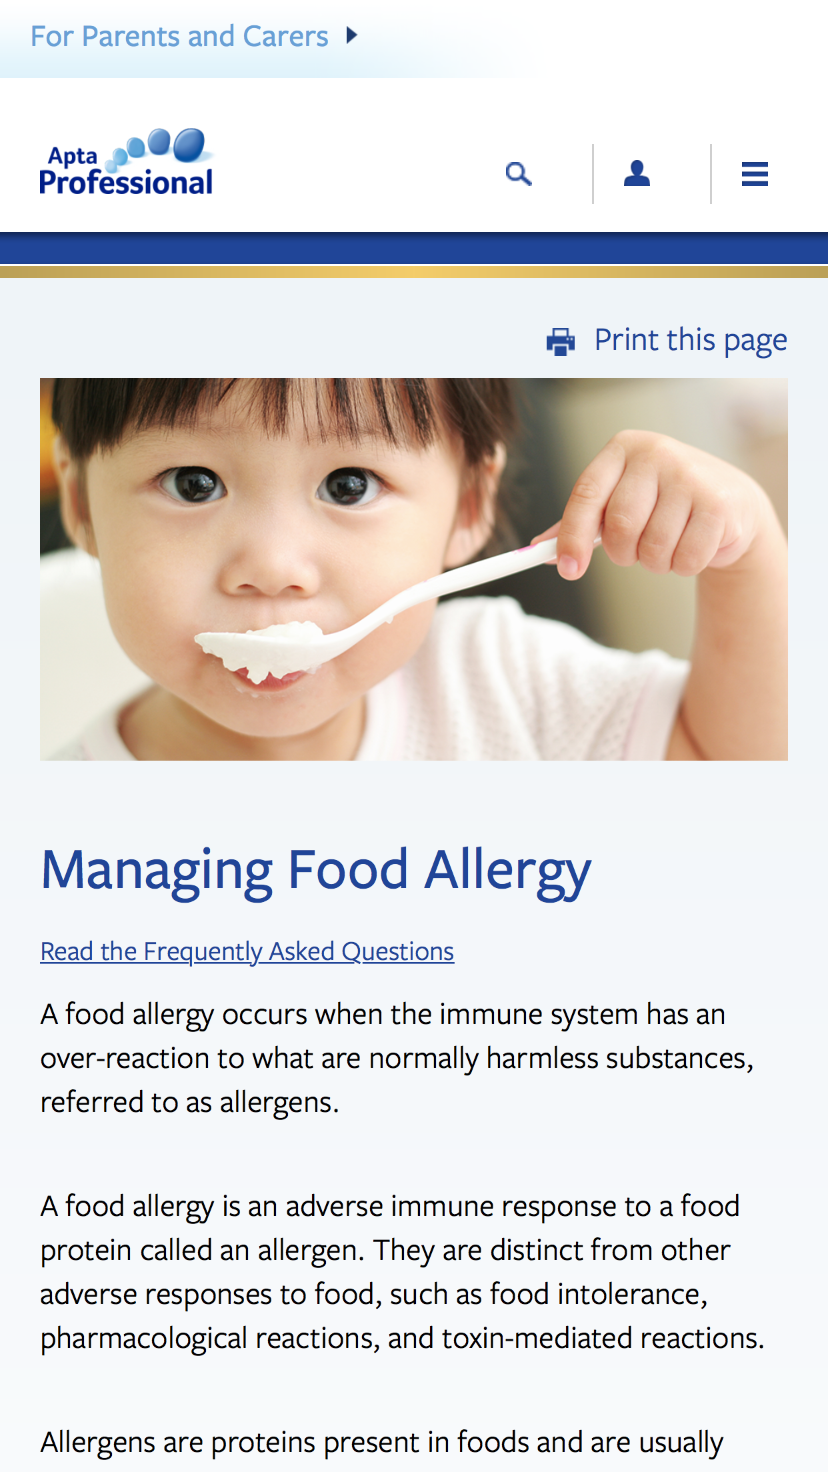 For Parents and Carers
Apta
Professional
Print this page
Managing Food Allergy
Read the Frequently Asked Questions
A food allergy occurs when the immune system has an
over-reaction to what are normally harmless substances,
referred to as allergens.
A food allergy is an adverse immune response to a food
protein called an allergen. They are distinct from other
adverse responses to food, such as food intolerance,
pharmacological reactions, and toxin-mediated reactions.
Allergens are proteins present in foods and are usually